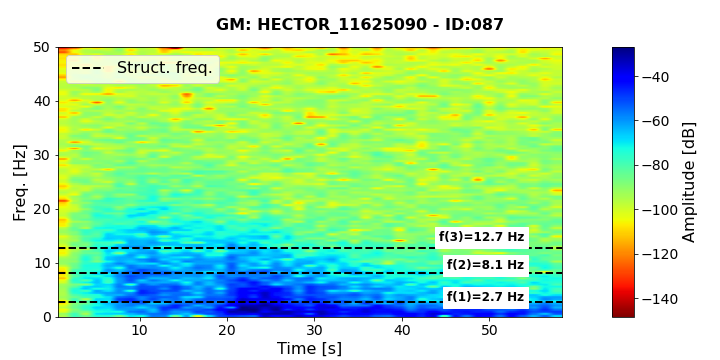 GM: HECTOR_11625090 - ID:087
50
40
30
20
10
0
Freq. [Hz]
Struct. freq.
f(3)=12.7 Hz
f(2)=8.1 Hz
f(1)=2.7 Hz
10 20 30 40 50
Time [s]
−40
−60
−80
−100
−120
−140
Amplitude [dB]